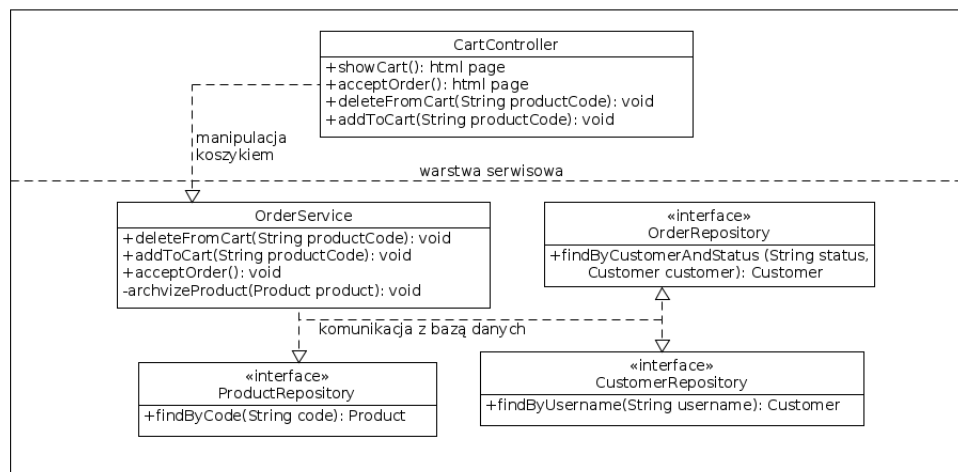 CartController
+showCart(): html page
+acceptOrder(): html page
+deleteFromCart(String productCode): void
+addToCart(String productCode): void
manipulacja
koszykiem
warstwa serwisowa
OrderService
+deleteFromCart(String productCode): void
+addToCart(String productCode): void
+acceptOrder(): void
-archvizeProduct(Product product): void
«interface»
OrderRepository
+findByCustomerAndStatus (String status,
Customer customer): Customer
komunikacja z bazą danych
«interface»
ProductRepository
+findByCode(String code): Product
«interface»
CustomerRepository
+findByUsername(String username): Customer